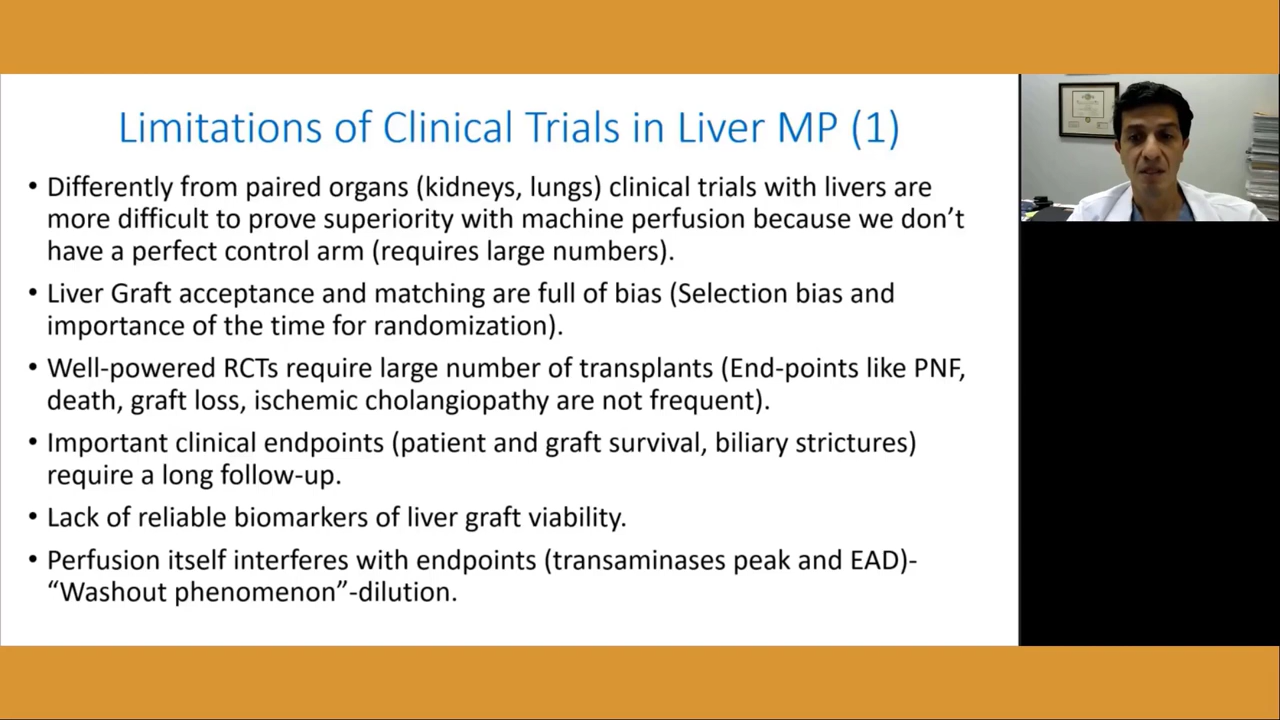 Limitations of Clinical Trials in Liver MP (1)
• Differently from paired organs (kidneys, lungs) clinical trials with livers are
more difficult to prove superiority with machine perfusion because we don’t
have a perfect control arm (requires large numbers).
• Liver Graft acceptance and matching are full of bias (Selection bias and
importance of the time for randomization).
• Well-powered RCTs require large number of transplants (End-points like PNF,
death, graft loss, ischemic cholangiopathy are not frequent).
• Important clinical endpoints (patient and graft survival, biliary strictures)
require a long follow-up.
• Lack of reliable biomarkers of liver graft viability.
• Perfusion itself interferes with endpoints (transaminases peak and EAD)-
“Washout phenomenon”-dilution.